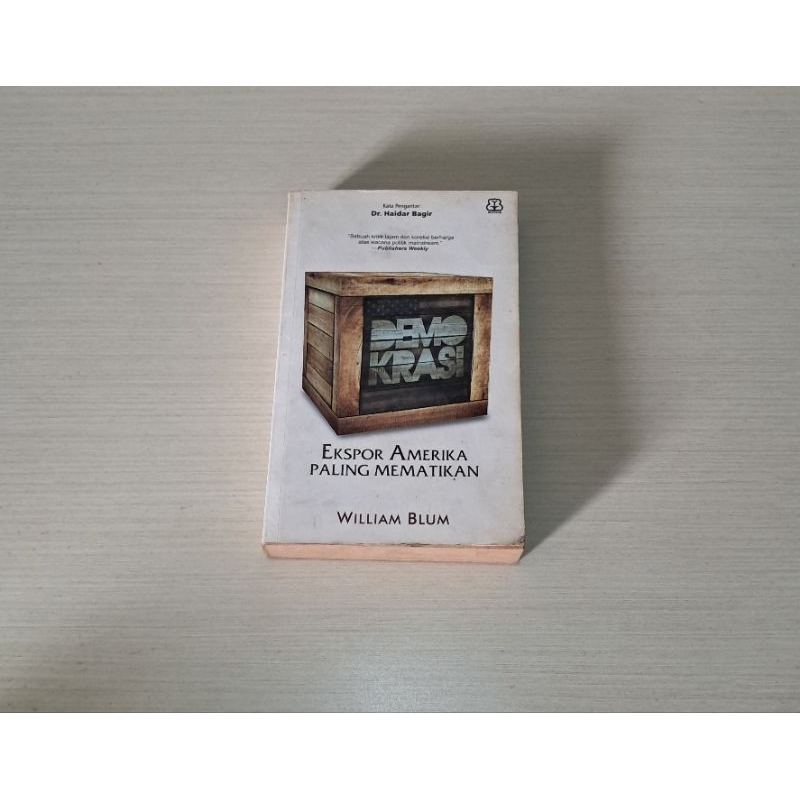 Kata Pengantar:
Dr. Haidar Bagir
"Sebuah kritik tajam dan koreksi berharga
atas wacana politik mainstream."
—Publishers Weekly
DEMO
KRASI
EKSPOR AMERIKA
PALING MEMATIKAN
WILLIAM BLUM